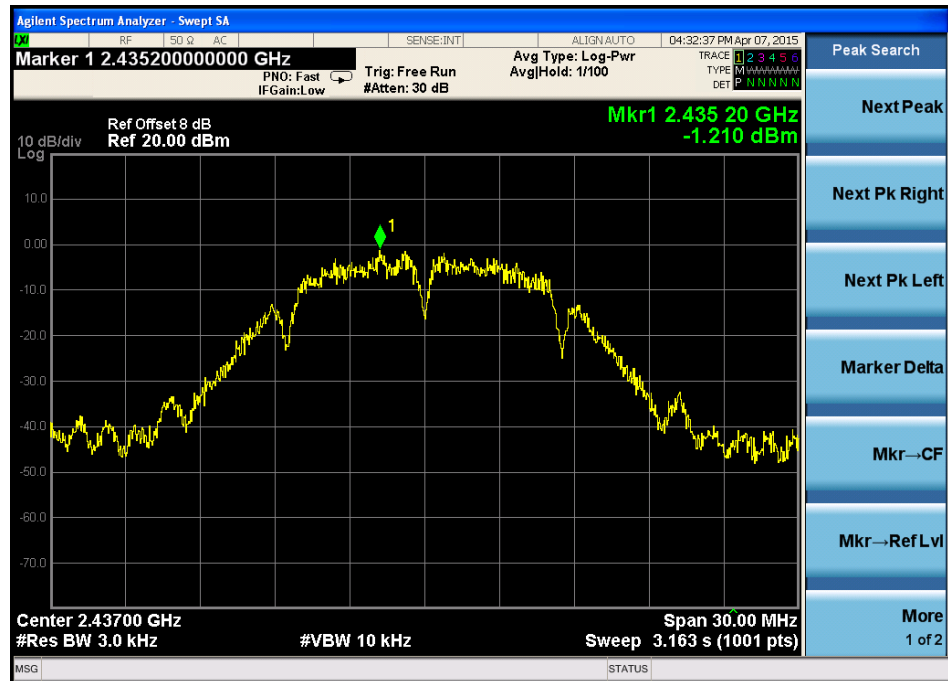 Agilent Spectrum Analyzer - Swept SA
LXI RF 50 Ω AC SENSE:INT ALIGNAUTO 04:32:37 PM Apr 07, 2015
Marker 1 2.435200000000 GHz
PNO: Fast
IFGain:Low
Trig: Free Run
#Atten: 30 dB
Avg Type: Log-Pwr
Avg|Hold: 1/100
TRACE 1 2 3 4 5 6
TYPE M WWWWW
DET P N N N N N
Mkr1 2.435 20 GHz
-1.210 dBm
Ref Offset 8 dB
10 dB/div Ref 20.00 dBm
Log
1
10.0
0.00
-10.0
-20.0
-30.0
-40.0
-50.0
-60.0
-70.0
Center 2.43700 GHz Span 30.00 MHz
#Res BW 3.0 kHz #VBW 10 kHz Sweep 3.163 s (1001 pts)
MSG STATUS
Peak Search
Next Peak
Next Pk Right
Next Pk Left
Marker Delta
Mkr→CF
Mkr→Ref Lvl
More
1 of 2